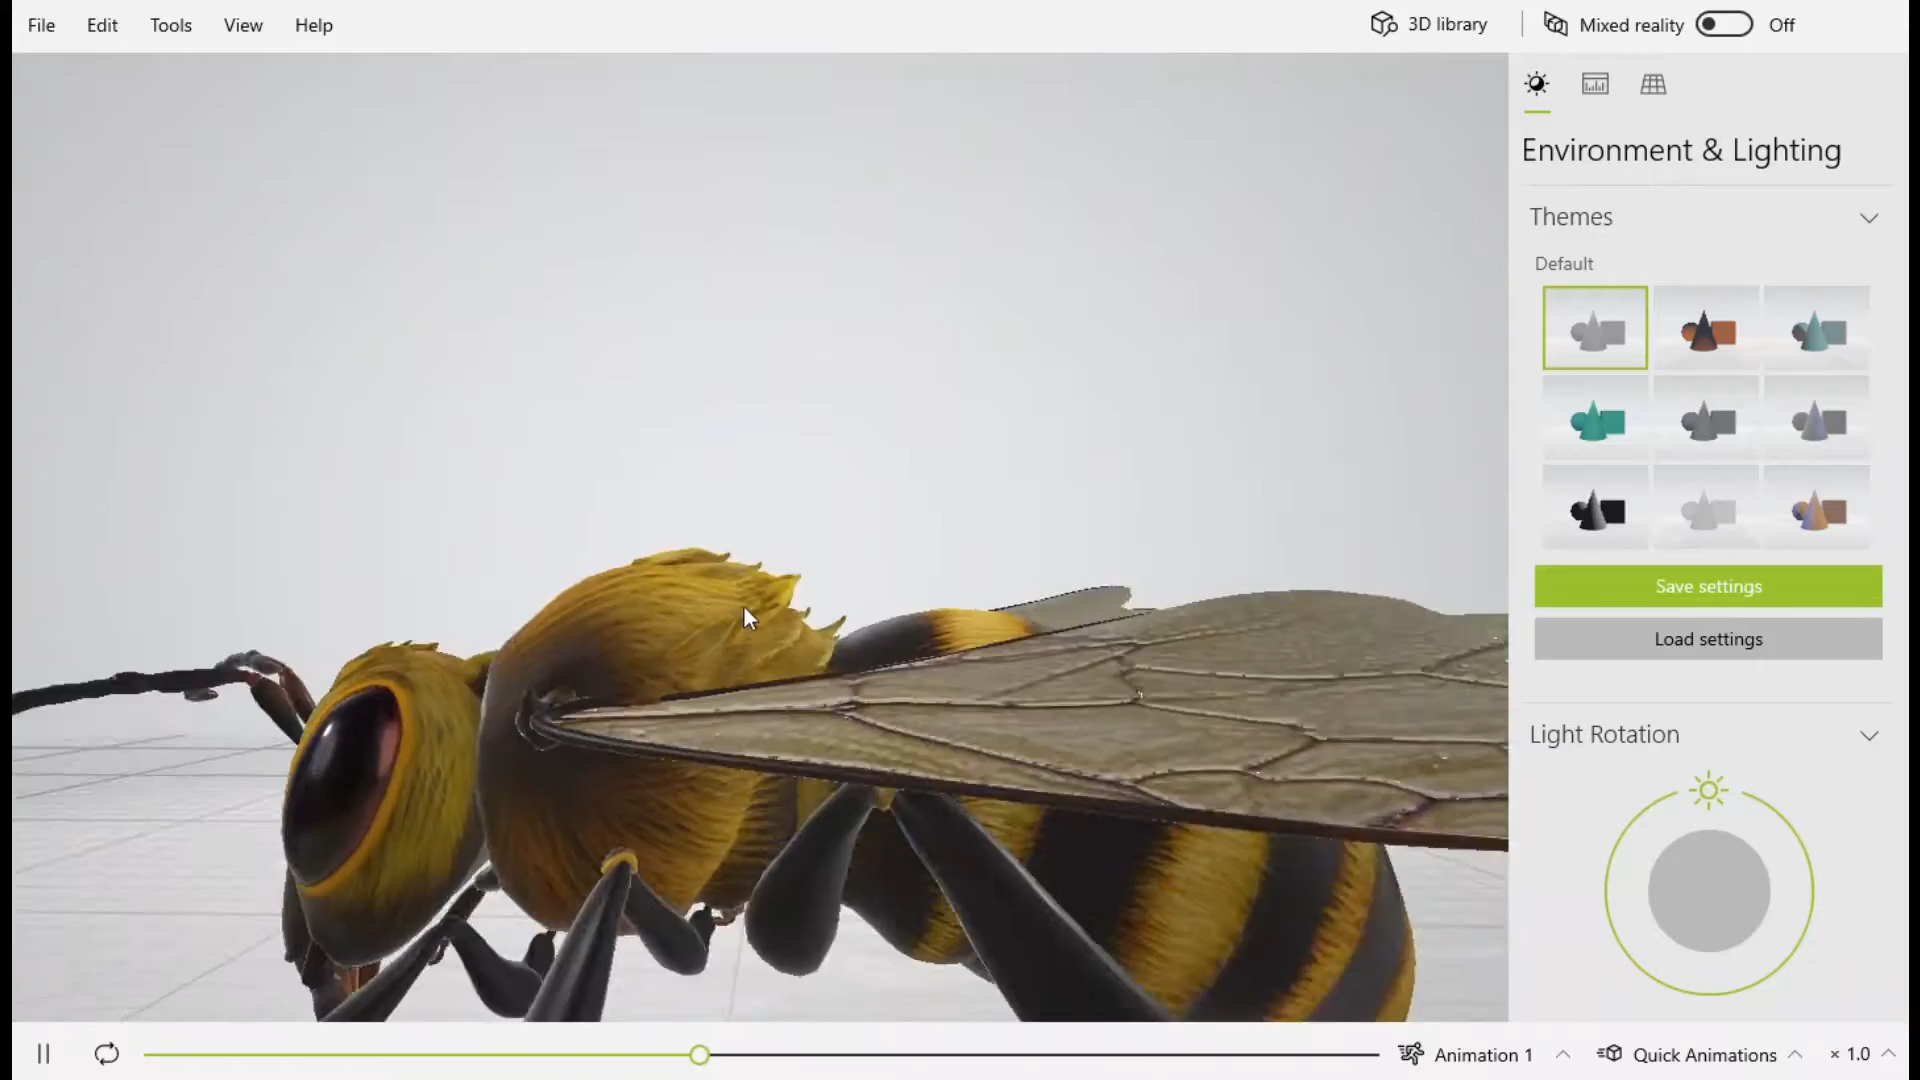 File Edit Tools View Help 3D library Mixed reality Off
Environment & Lighting
Themes
Default
Save settings
Load settings
Light Rotation
Animation 1 Quick Animations × 1.0